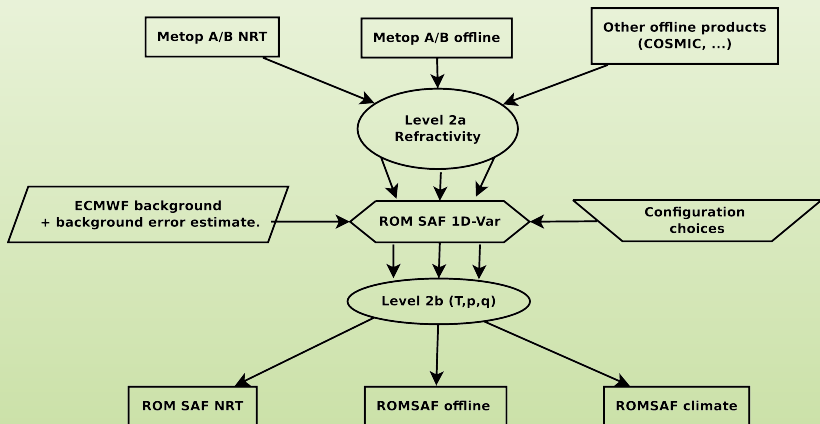 Metop A/B NRT
Metop A/B offline
Other offline products
(COSMIC, ...)
Level 2a
Refractivity
ECMWF background
+ background error estimate.
ROM SAF 1D-Var
Configuration
choices
Level 2b (T,p,q)
ROM SAF NRT
ROMSAF offline
ROMSAF climate